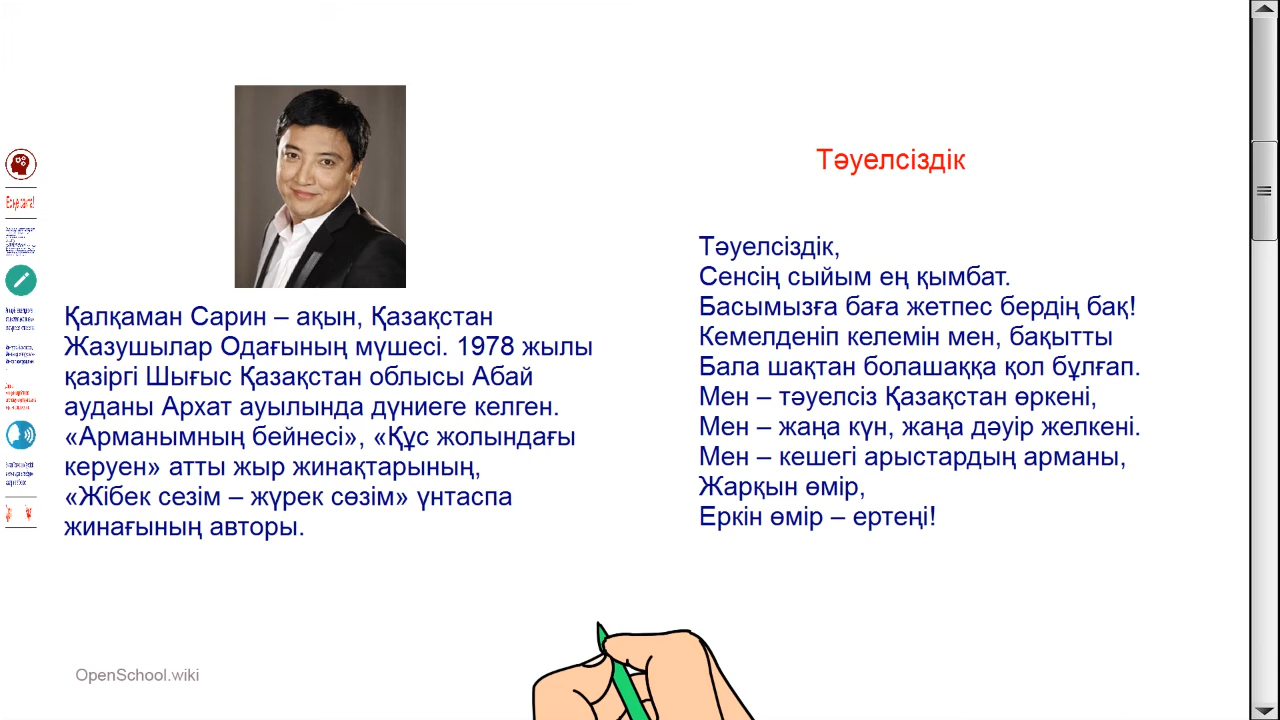 Қалқаман Сарин – ақын, Қазақстан
Жазушылар Одағының мүшесі. 1978 жылы
қазіргі Шығыс Қазақстан облысы Абай
ауданы Архат ауылында дүниеге келген.
«Арманымның бейнесі», «Құс жолындағы
керуен» атты жыр жинақтарының,
«Жібек сезім – жүрек сөзім» үнтаспа
жинағының авторы.
Тәуелсіздік
Тәуелсіздік,
Сенсің сыйым ең қымбат.
Басымызға баға жетпес бердің бақ!
Кемелденіп келемін мен, бақытты
Бала шақтан болашаққа қол бұлғап.
Мен – тәуелсіз Қазақстан өркені,
Мен – жаңа күн, жаңа дәуір желкені.
Мен – кешегі арыстардың арманы,
Жарқын өмір,
Еркін өмір – ертеңі!
OpenSchool.wiki